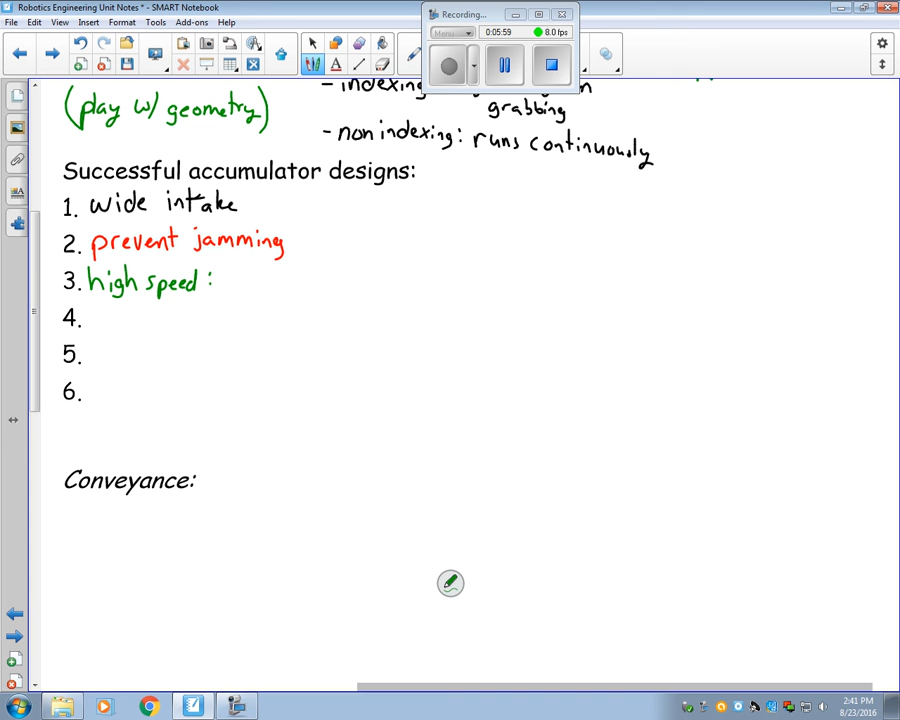 Robotics Engineering Unit Notes * - SMART Notebook
Recording...
File Edit View Insert Format Tools Add-ons Help
0:05:59 8.0 fps
Menu
(play w/ geometry)
- indexing
grabbing
- non indexing: runs continuously
Successful accumulator designs:
1. wide intake
2. prevent jamming
3. high speed:
4.
5.
6.
Conveyance:
2:41 PM
8/23/2016